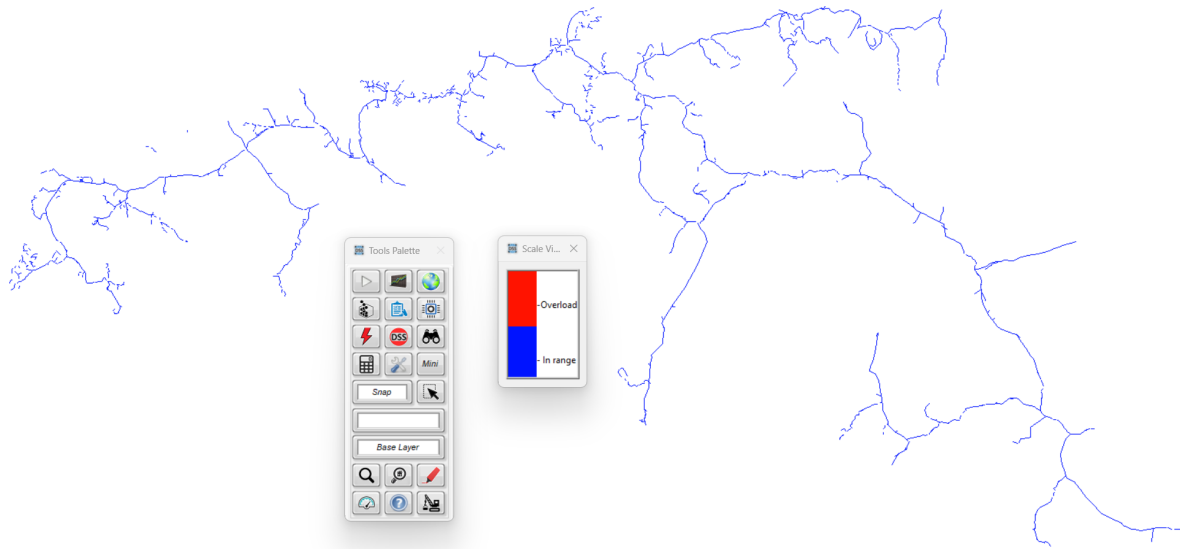 Tools Palette
Scale Vi...
-Overload
- In range
DSS
Mini
Snap
Base Layer